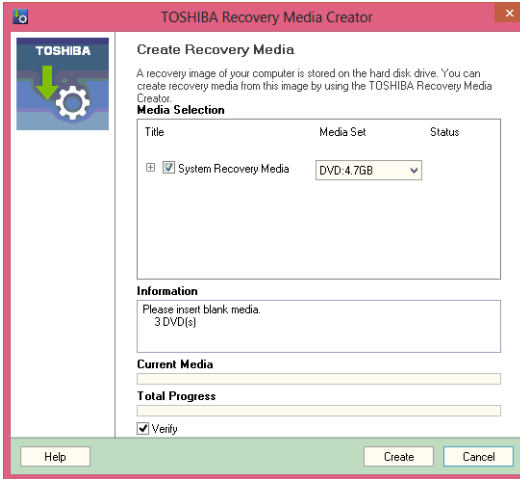 TOSHIBA Recovery Media Creator
×
TOSHIBA
Create Recovery Media
A recovery image of your computer is stored on the hard disk drive. You can
create recovery media from this image by using the TOSHIBA Recovery Media
Creator.
Media Selection
Title Media Set Status
System Recovery Media DVD:4.7GB
Information
Please insert blank media.
3 DVD(s)
Current Media
Total Progress
Verify
Help Create Cancel